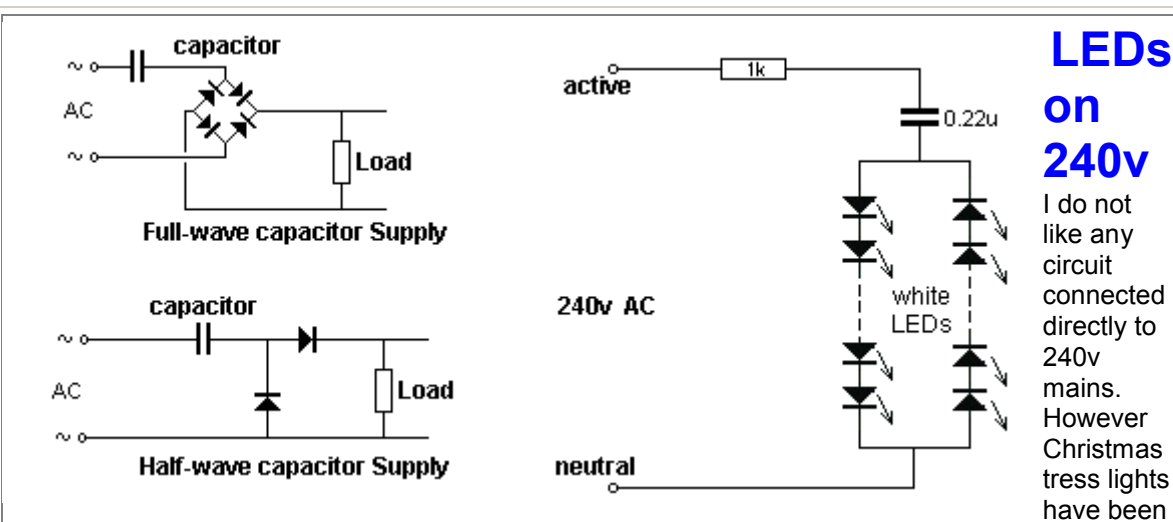 capacitor
~
AC
~
Load
Full-wave capacitor Supply
capacitor
~
AC
~
Load
Half-wave capacitor Supply
active
1k
0.22u
white
LEDs
240v AC
neutral
LEDs
on
240v
I do not
like any
circuit
connected
directly to
240v
mains.
However
Christmas
tress lights
have been